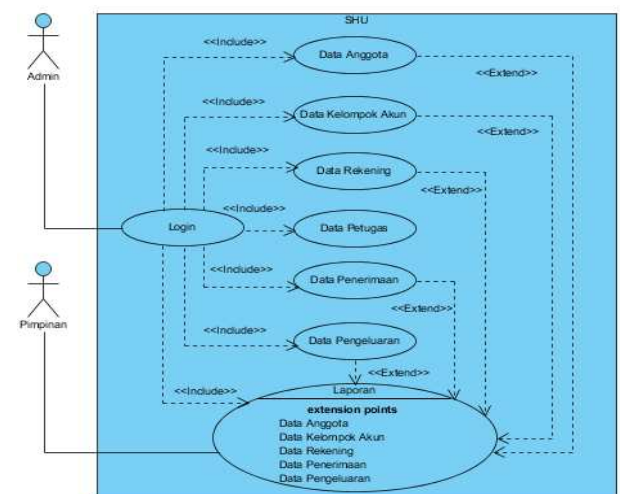 SHU
<<Include>>
Data Anggota
<<Extend>>
Admin
<<Include>>
Data Kelompok Akun
<<Extend>>
<<Include>>
Data Rekening
<<Extend>>
<<Include>>
Login
Data Petugas
<<Include>>
Data Penerimaan
<<Extend>>
Pimpinan
<<Include>>
Data Pengeluaran
<<Extend>>
<<Include>>
Laporan
extension points
Data Anggota
Data Kelompok Akun
Data Rekening
Data Penerimaan
Data Pengeluaran